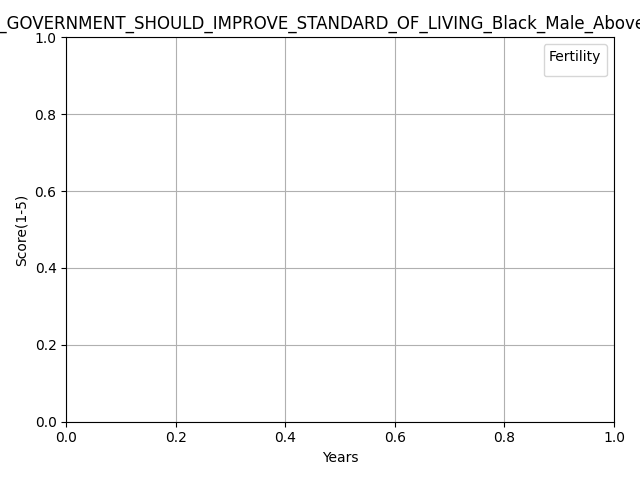 _GOVERNMENT_SHOULD_IMPROVE_STANDARD_OF_LIVING_Black_Male_Above
Fertility
1.0
0.8
0.6
0.4
0.2
0.0
Score(1-5)
0.0 0.2 0.4 0.6 0.8 1.0
Years